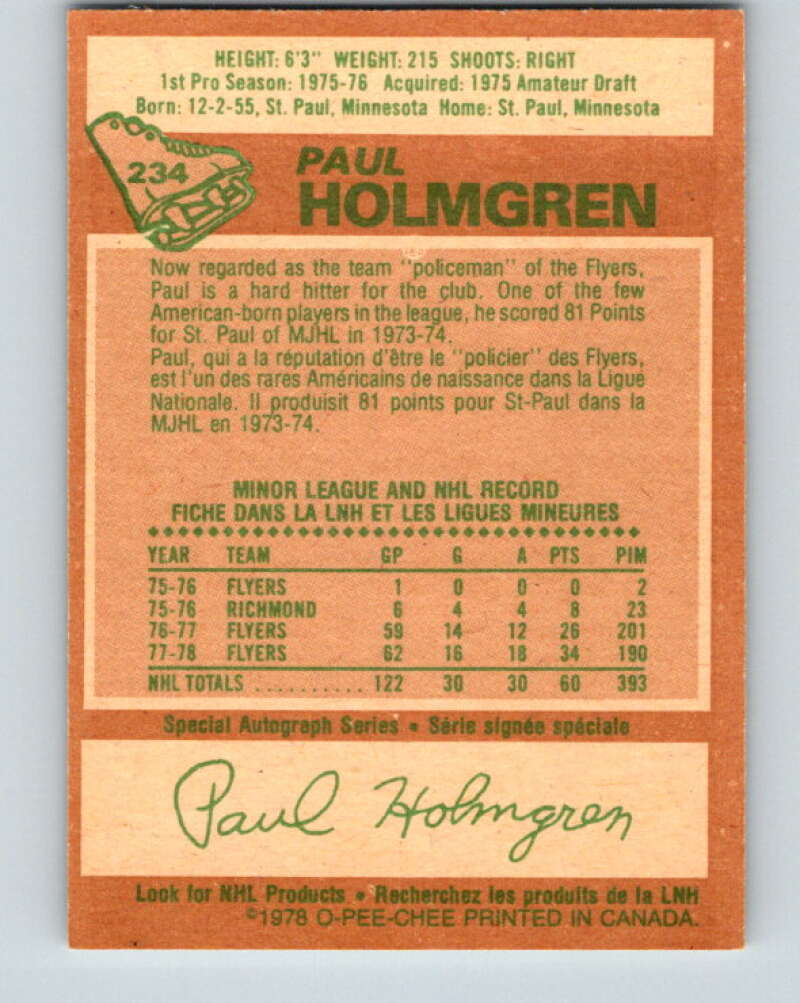 HEIGHT: 6'3" WEIGHT: 215 SHOOTS: RIGHT
1st Pro Season: 1975-76 Acquired: 1975 Amateur Draft
Born: 12-2-55, St. Paul, Minnesota Home: St. Paul, Minnesota
234
PAUL
HOLMGREN
Now regarded as the team "policeman" of the Flyers,
Paul is a hard hitter for the club. One of the few
American-born players in the league, he scored 81 Points
for St. Paul of MJHL in 1973-74.
Paul, qui a la réputation d'être le "policier" des Flyers,
est l'un des rares Américains de naissance dans la Ligue
Nationale. Il produisit 81 points pour St-Paul dans la
MJHL en 1973-74.
MINOR LEAGUE AND NHL RECORD
FICHE DANS LA LNH ET LES LIGUES MINEURES
YEAR TEAM GP G A PTS PIM
75-76 FLYERS 1 0 0 0 2
75-76 RICHMOND 6 4 4 8 23
76-77 FLYERS 59 14 12 26 201
77-78 FLYERS 62 16 18 34 190
NHL TOTALS .......... 122 30 30 60 393
Special Autograph Series • Série signée spéciale
Paul Holmgren
Look for NHL Products • Recherchez les produits de la LNH
©1978 O-PEE-CHEE PRINTED IN CANADA.